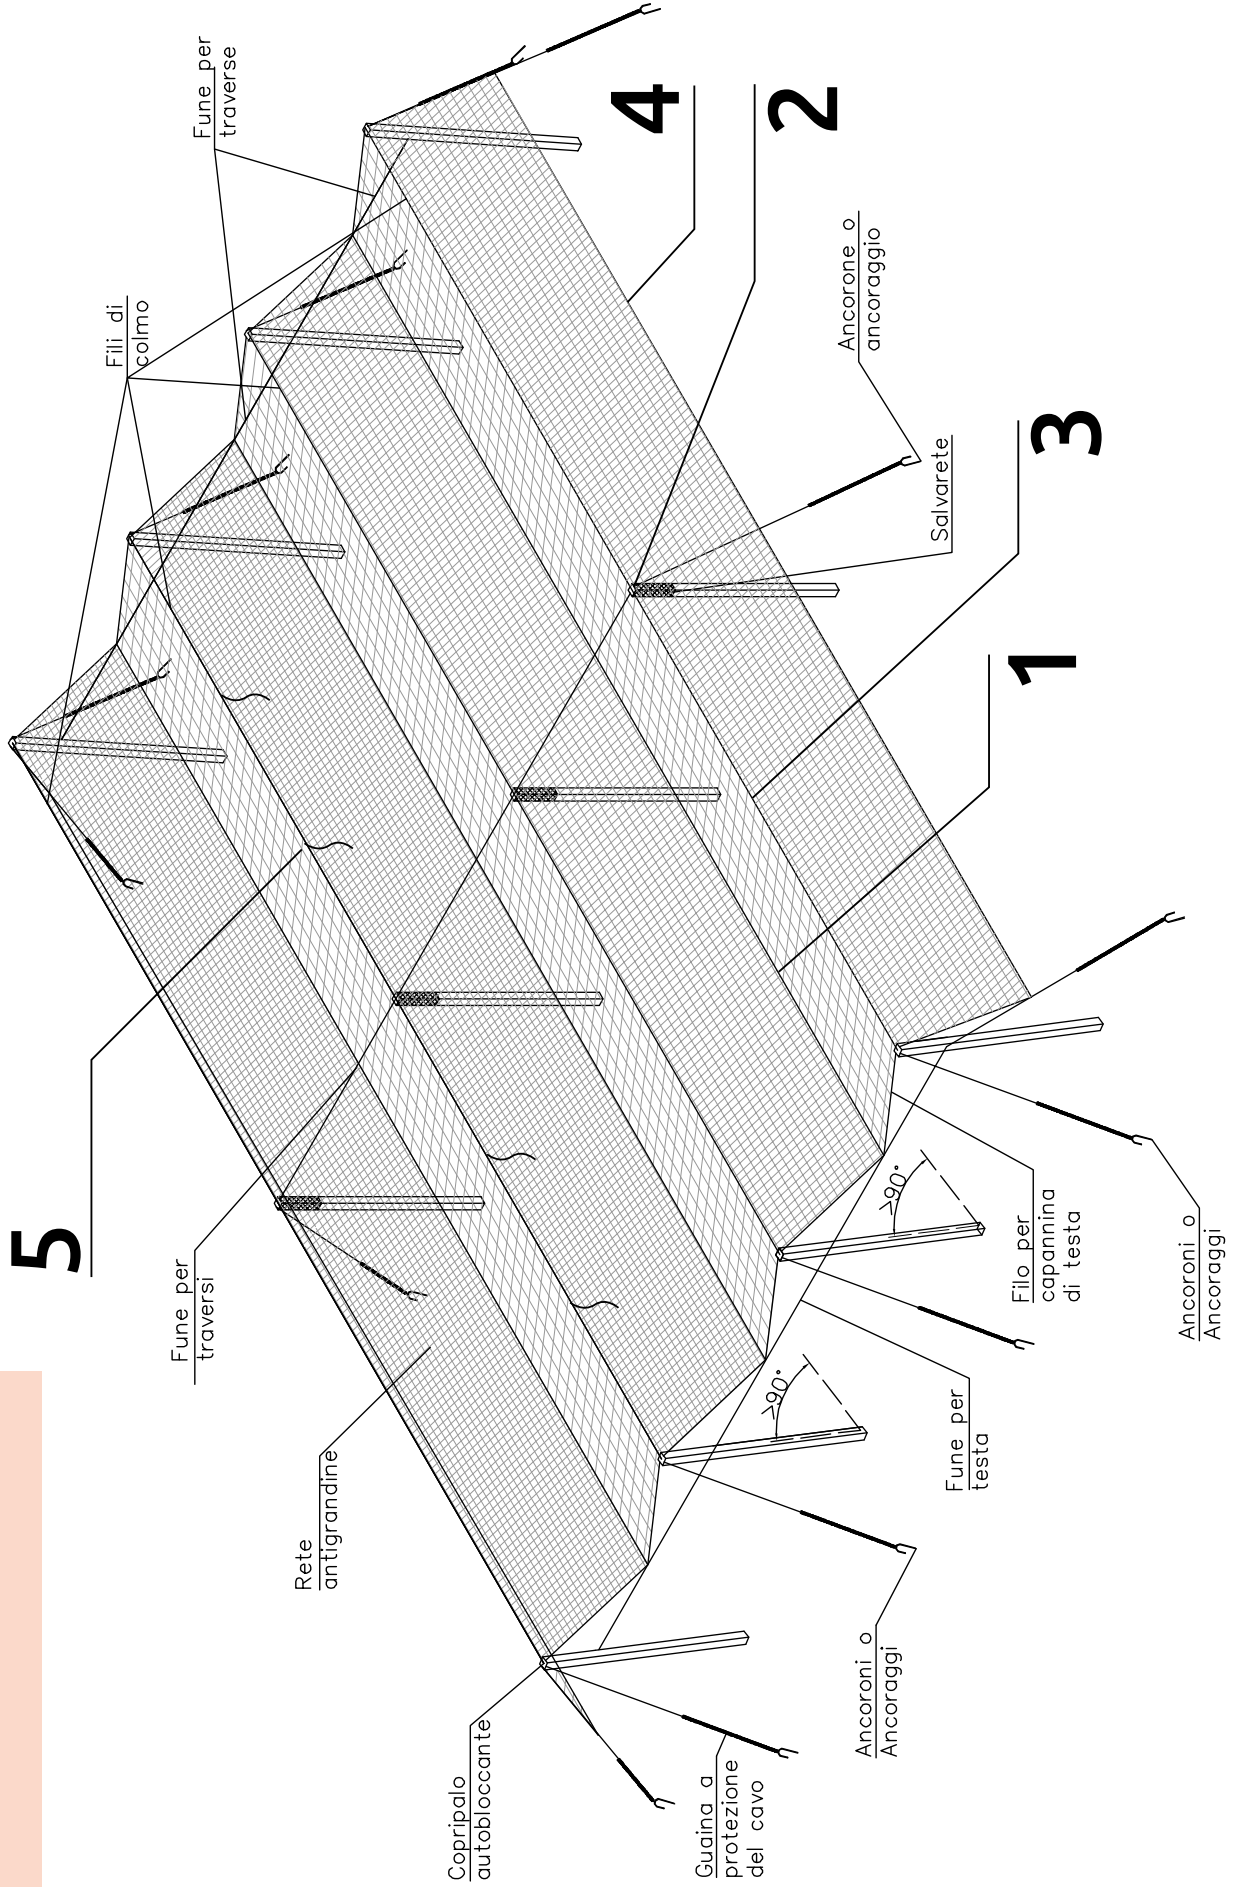 Fune per
traverse
Fili di
colmo
4
2
Ancorone o
ancoraggio
3
Salvarete
1
5
Fune per
traversi
Rete
antigrandine
Copripalo
autobloccante
Guaina a
protezione
del cavo
Ancoroni o
Ancoraggi
Fune per
testa
>90°
>90°
Filo per
capannina
di testa
Ancoroni o
Ancoraggi